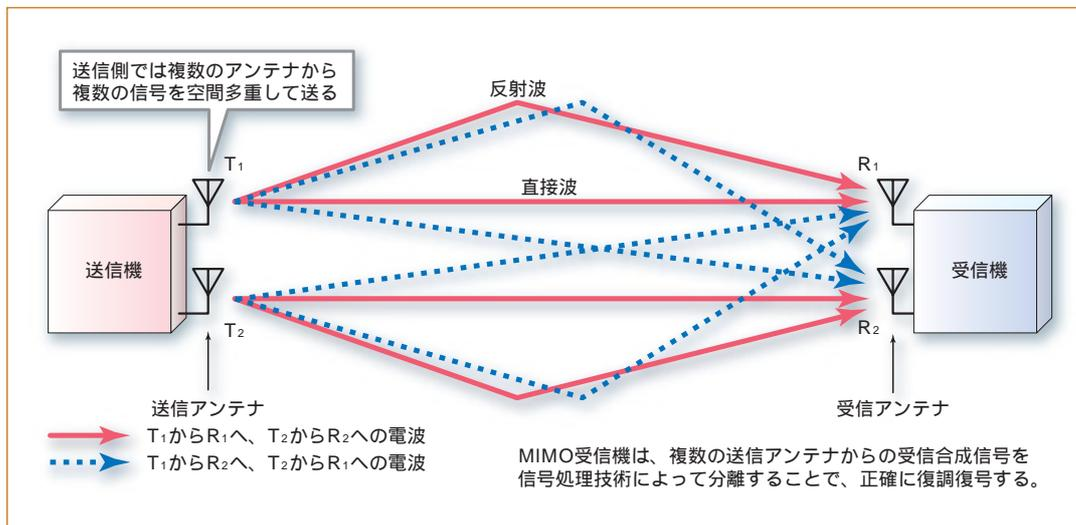 送信側では複数のアンテナから
複数の信号を空間多重して送る
反射波
T1
R1
直接波
送信機
受信機
T2
R2
送信アンテナ
受信アンテナ
T1からR1へ、T2からR2への電波
T1からR2へ、T2からR1への電波
MIMO受信機は、複数の送信アンテナからの受信合成信号を
信号処理技術によって分離することで、正確に復調復号する。